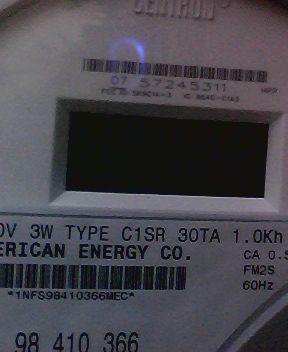 CENTRON
07 57245311
0V 3W TYPE C1SR 30TA 1.0Kh
ERICAN ENERGY CO.
CA 0.5
FM2S
*1NFS98410366MEC*
60Hz
98 410 366